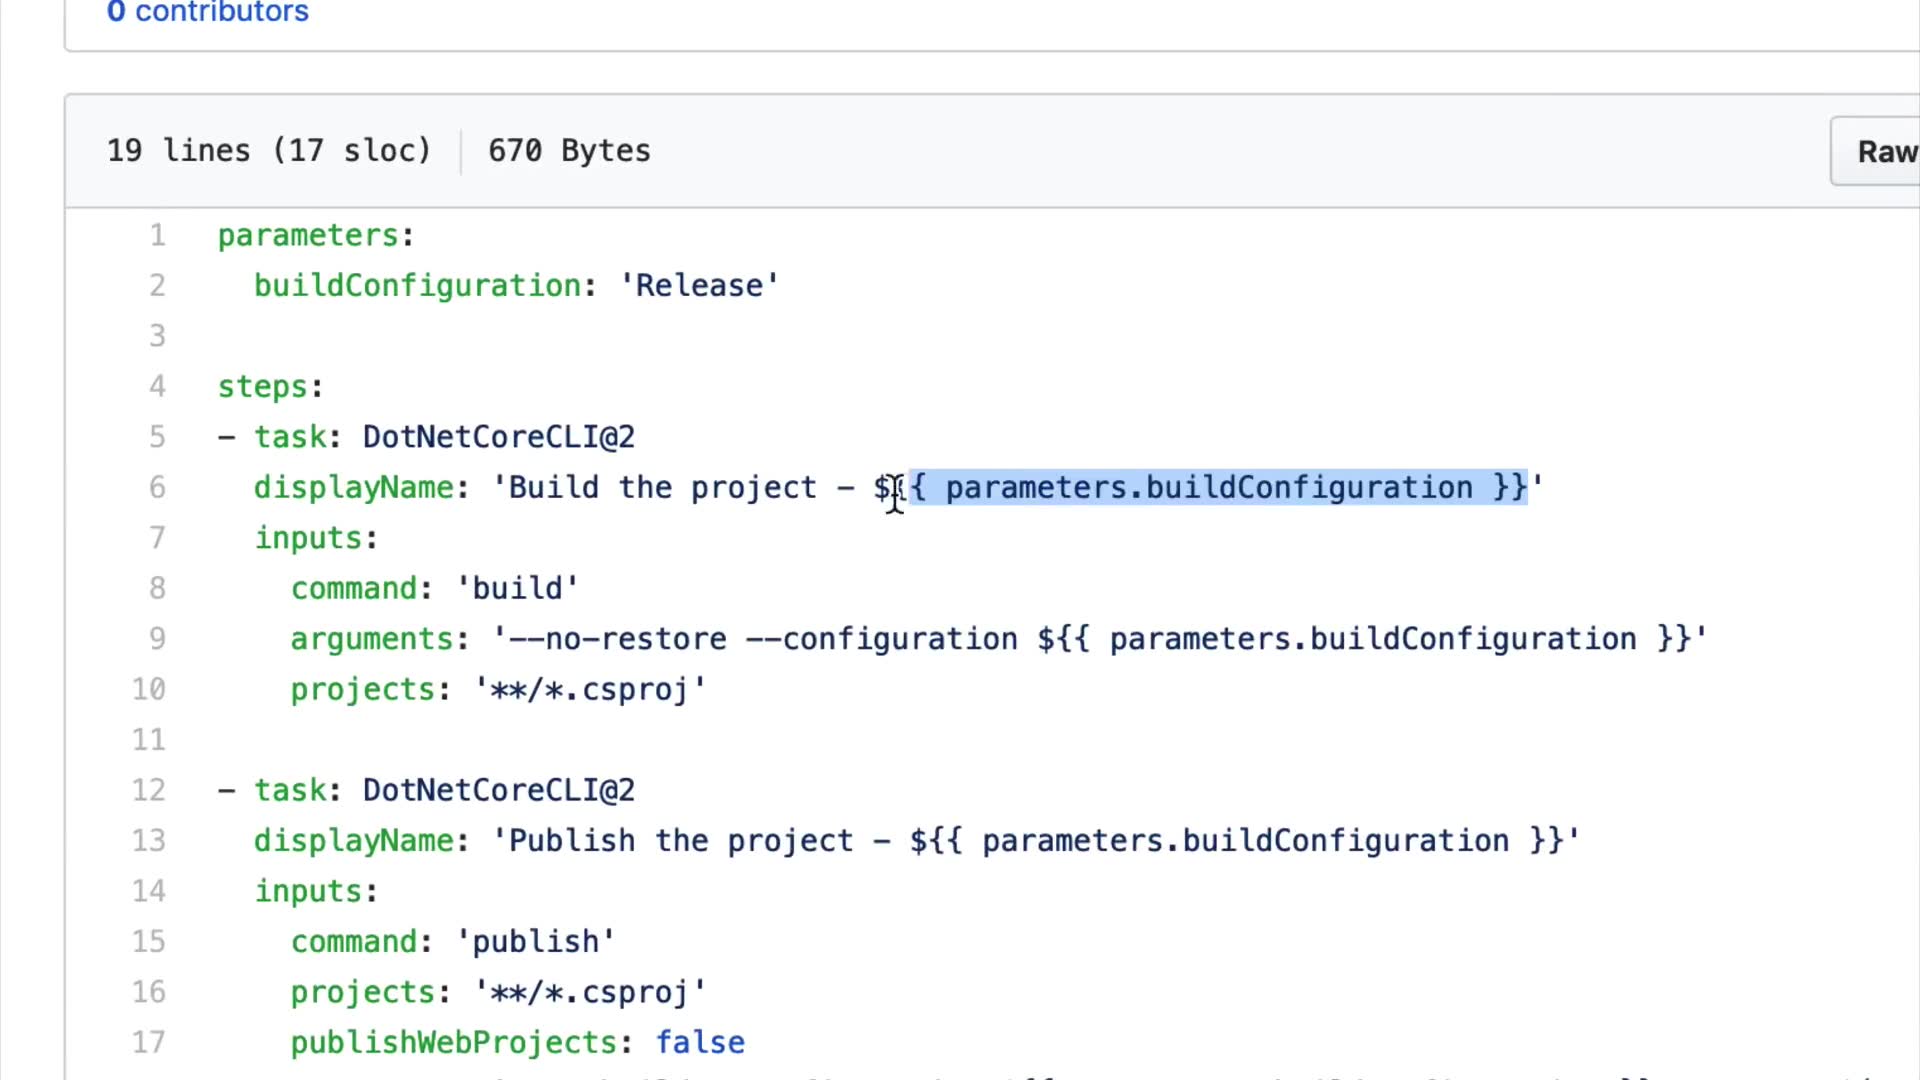 0 contributors
19 lines (17 sloc) 670 Bytes Raw
1 parameters:
2 buildConfiguration: 'Release'
3
4 steps:
5 - task: DotNetCoreCLI@2
6 displayName: 'Build the project - ${{ parameters.buildConfiguration }}'
7 inputs:
8 command: 'build'
9 arguments: '--no-restore --configuration ${{ parameters.buildConfiguration }}'
10 projects: '**/*.csproj'
11
12 - task: DotNetCoreCLI@2
13 displayName: 'Publish the project - ${{ parameters.buildConfiguration }}'
14 inputs:
15 command: 'publish'
16 projects: '**/*.csproj'
17 publishWebProjects: false